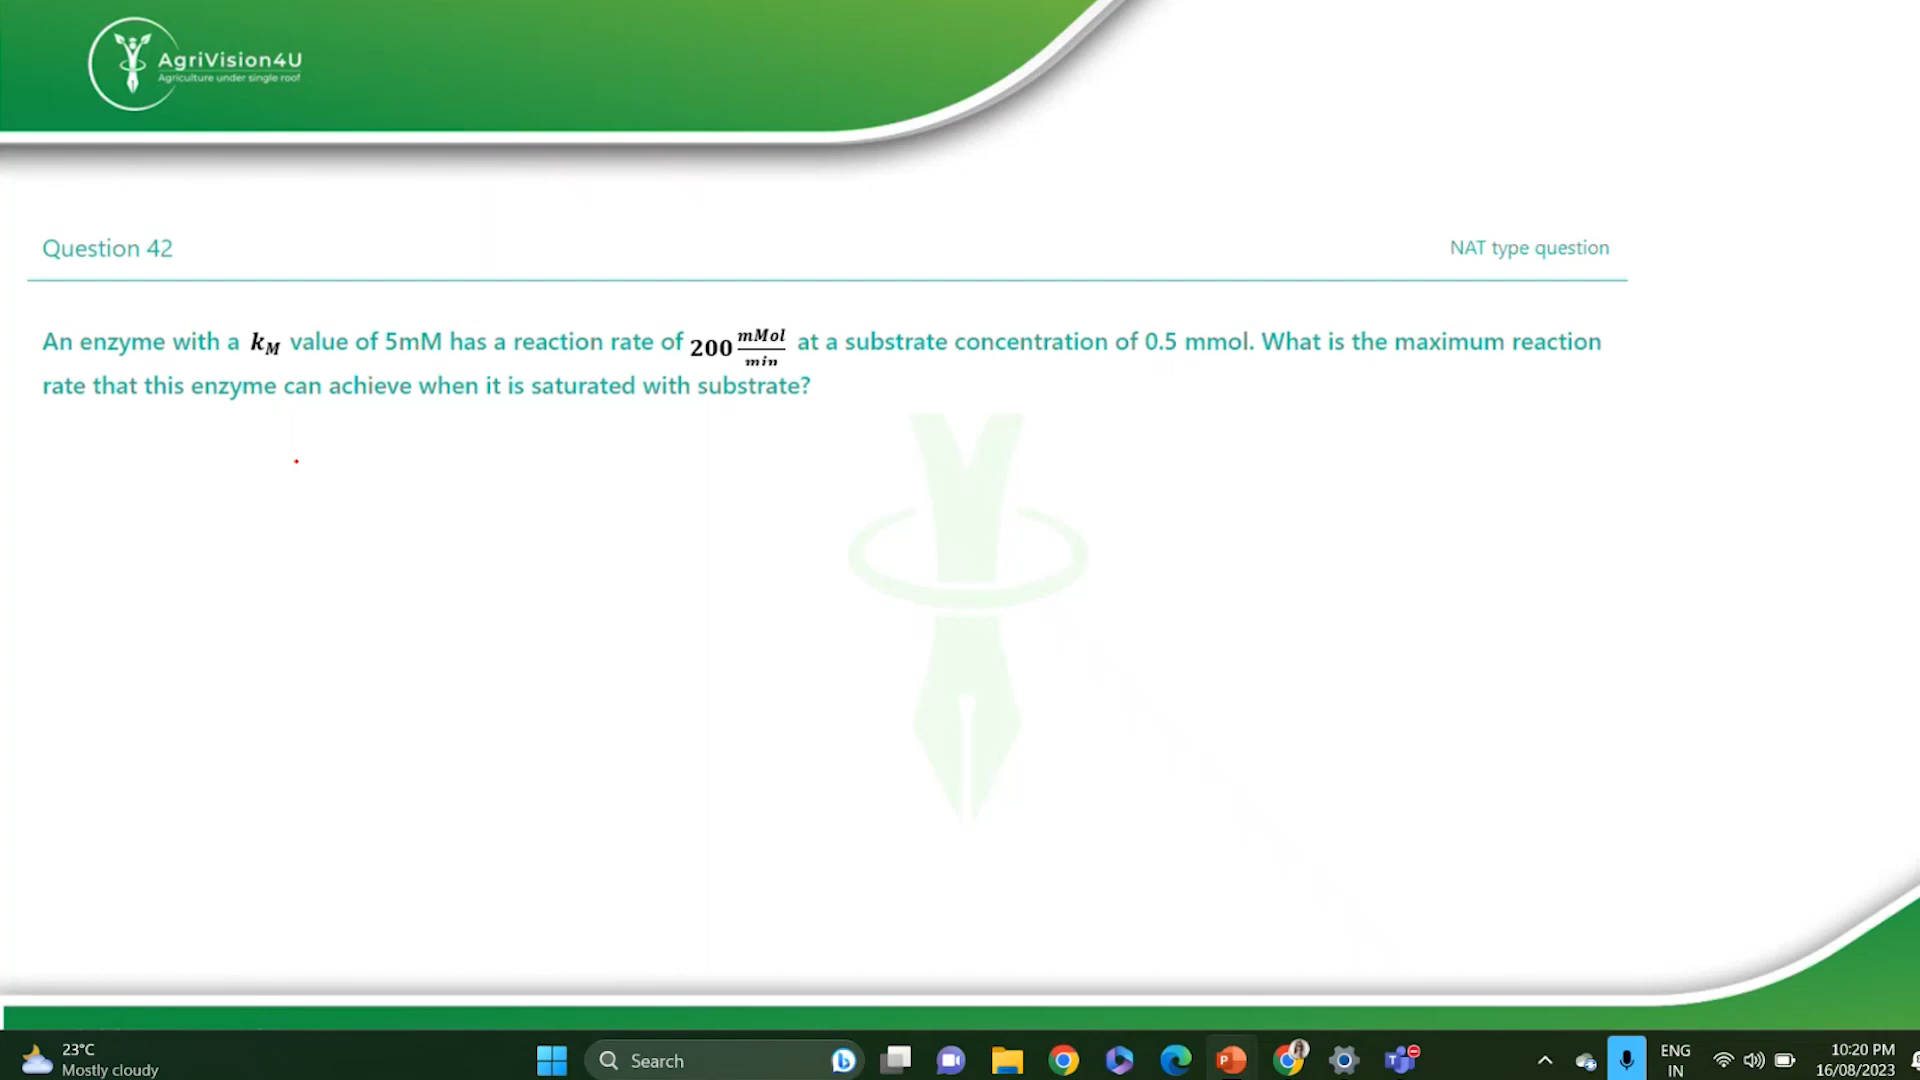 AgriVision4U
Agriculture under single roof
Question 42
NAT type question
An enzyme with a k_M value of 5mM has a reaction rate of 200 mMol/min at a substrate concentration of 0.5 mmol. What is the maximum reaction
rate that this enzyme can achieve when it is saturated with substrate?
23°C
Mostly cloudy
Search
ENG
IN
10:20 PM
16/08/2023